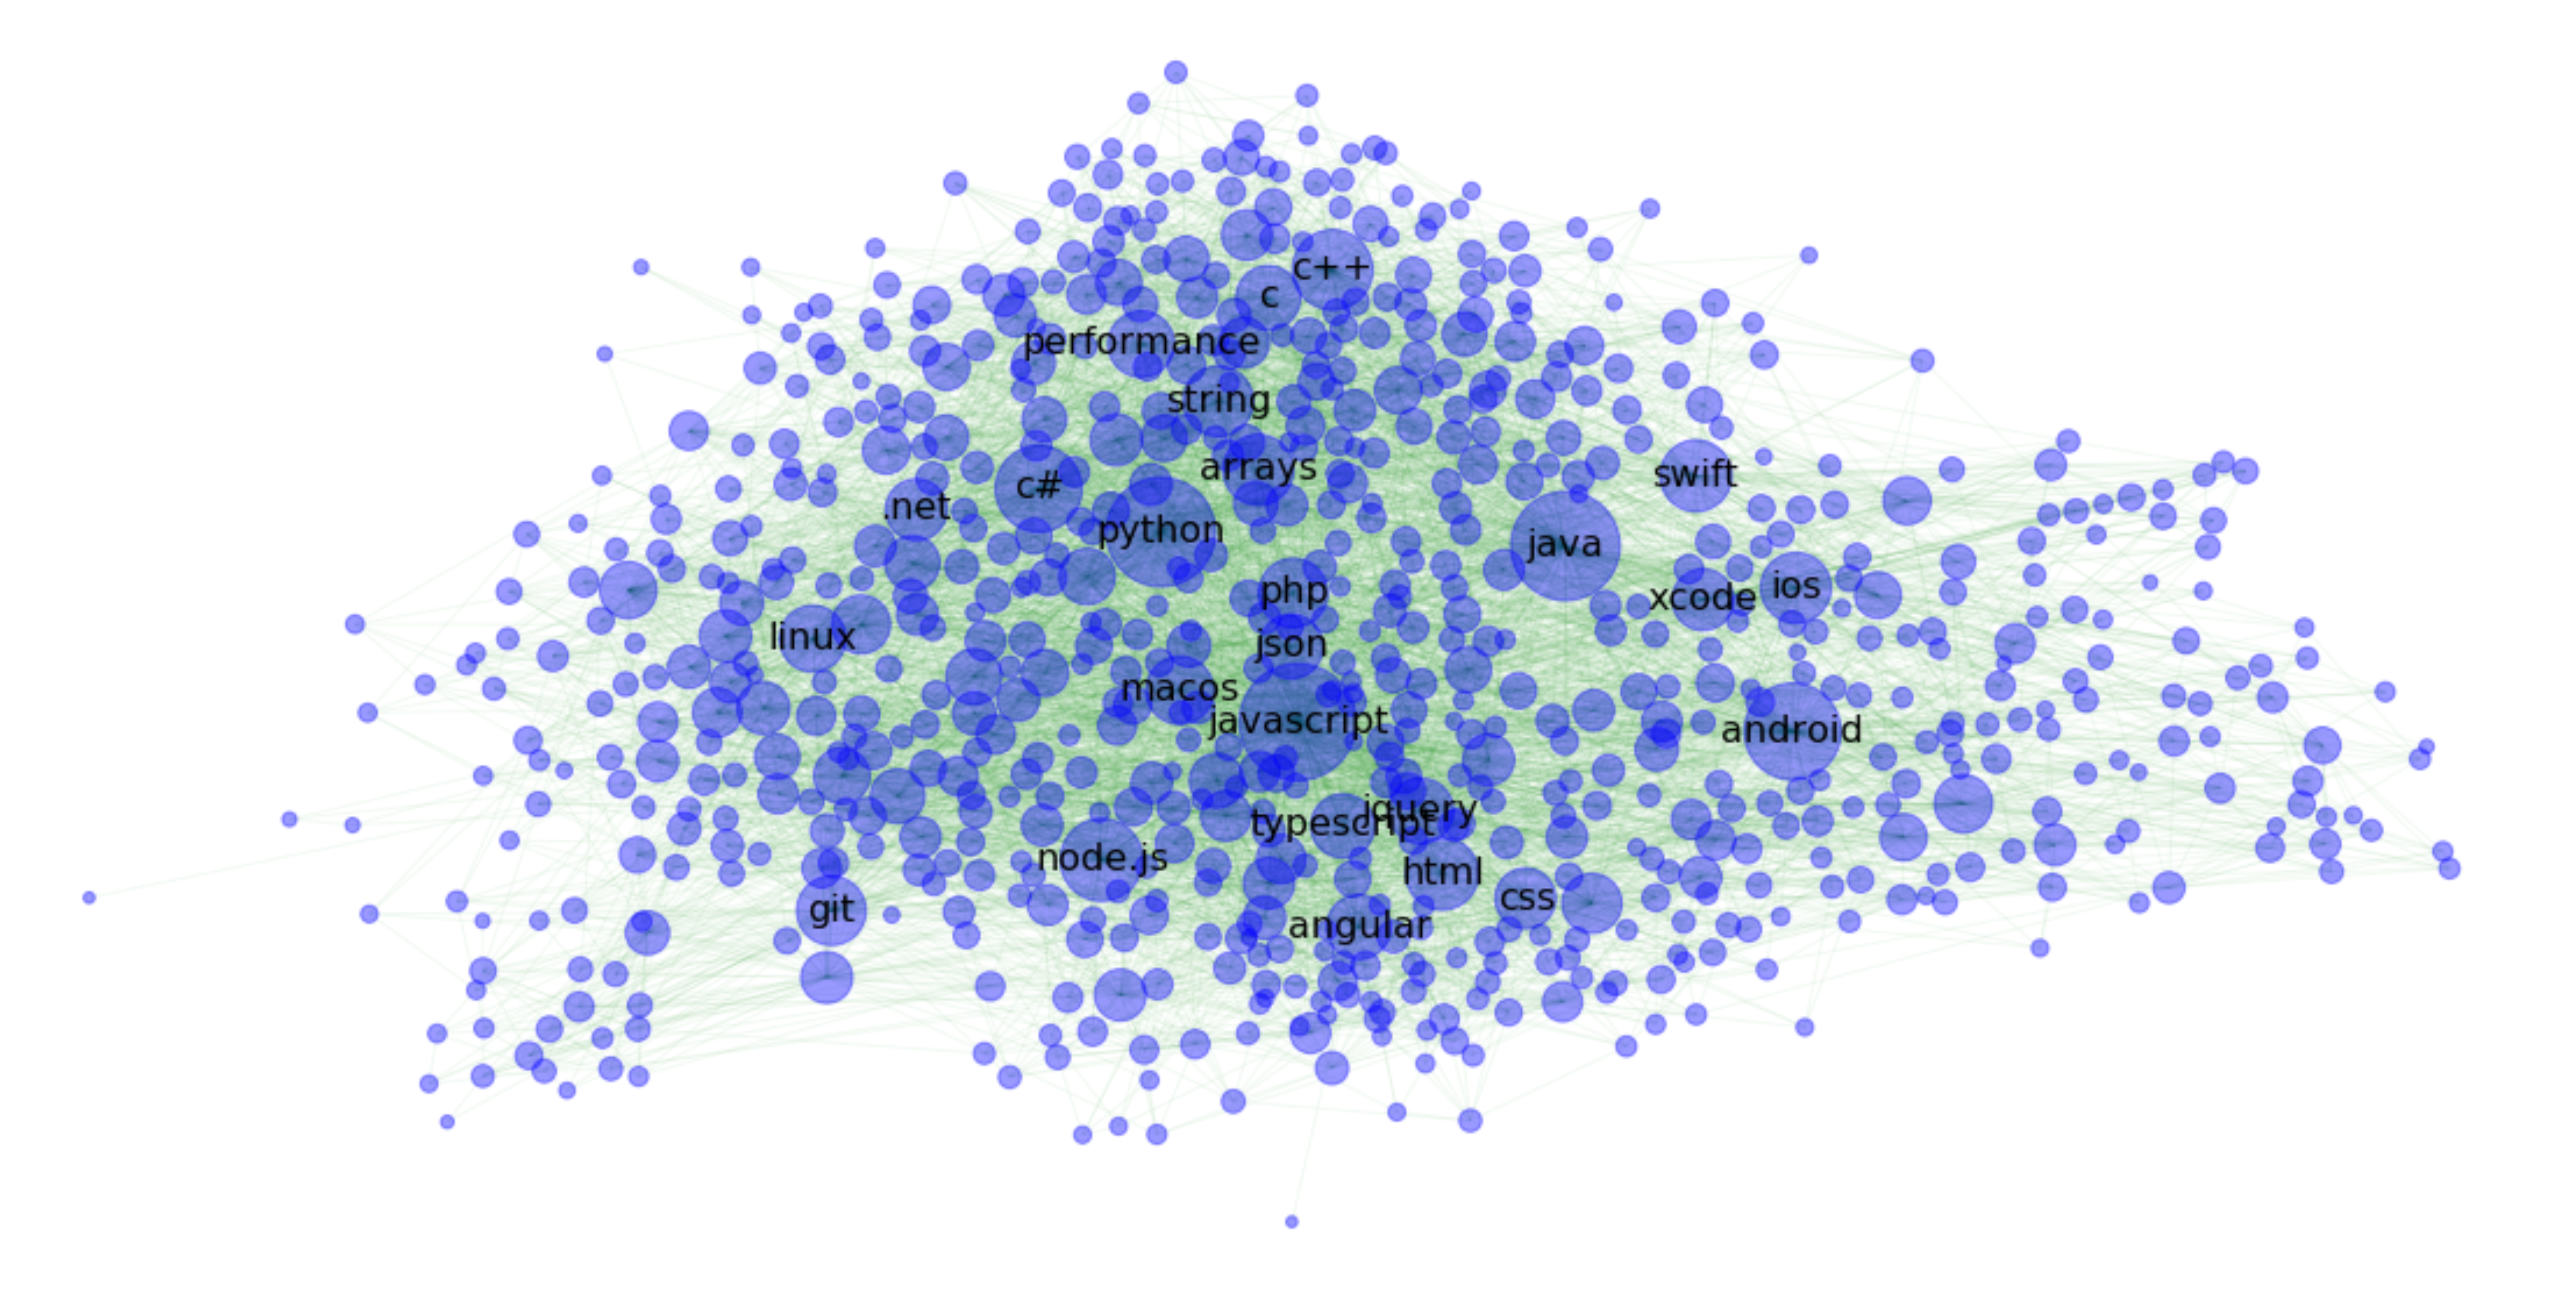 c++
c
performance
string
arrays
swift
c#
.net
python
java
ios
php
xcode
linux
json
macos
javascript
android
jquery
typescript
node.js
html
css
git
angular